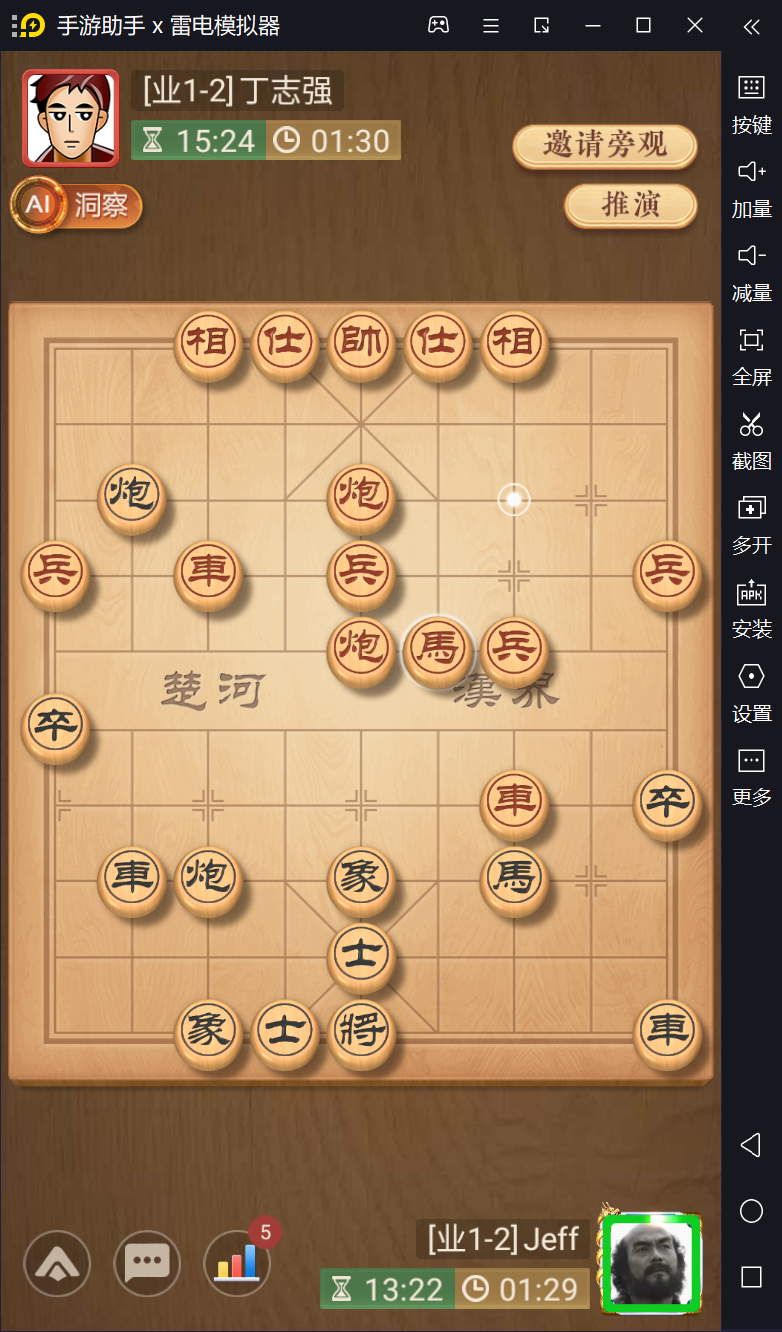 手游助手 x 雷电模拟器
[业1-2]丁志强
15:24 01:30
邀请旁观
AI 洞察
推演
按键
加量
减量
全屏
截图
多开
APK
安装
设置
更多
相 仕 帥 仕 相
炮 炮
兵 車 兵 兵
炮 馬 兵
楚河 漢界
卒
車 卒
車 炮 象 馬
士
象 士 將 車
5
[业1-2]Jeff
13:22 01:29